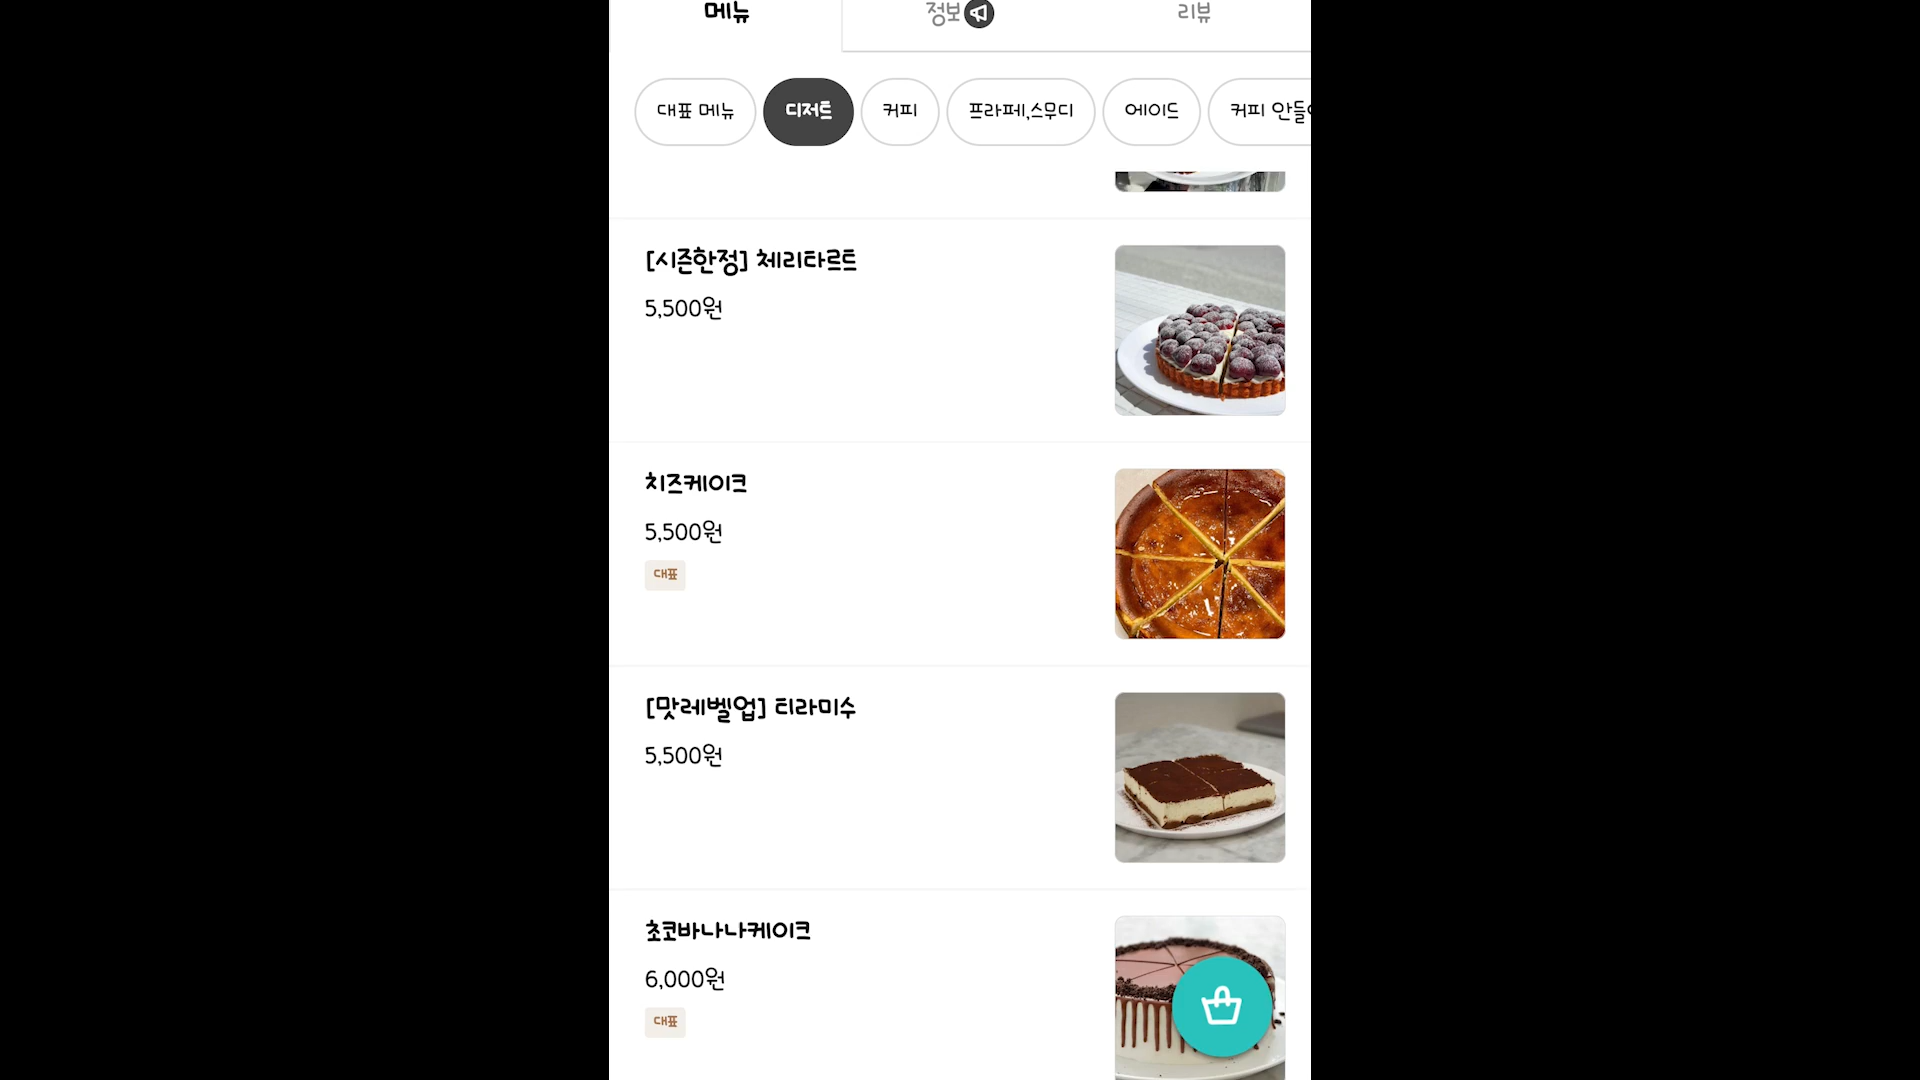 메뉴
정보
리뷰
대표 메뉴
디저트
커피
프라페,스무디
에이드
커피 안들
[시즌한정] 체리타르트
5,500원
치즈케이크
5,500원
대표
[맛레벨업] 티라미수
5,500원
초코바나나케이크
6,000원
대표